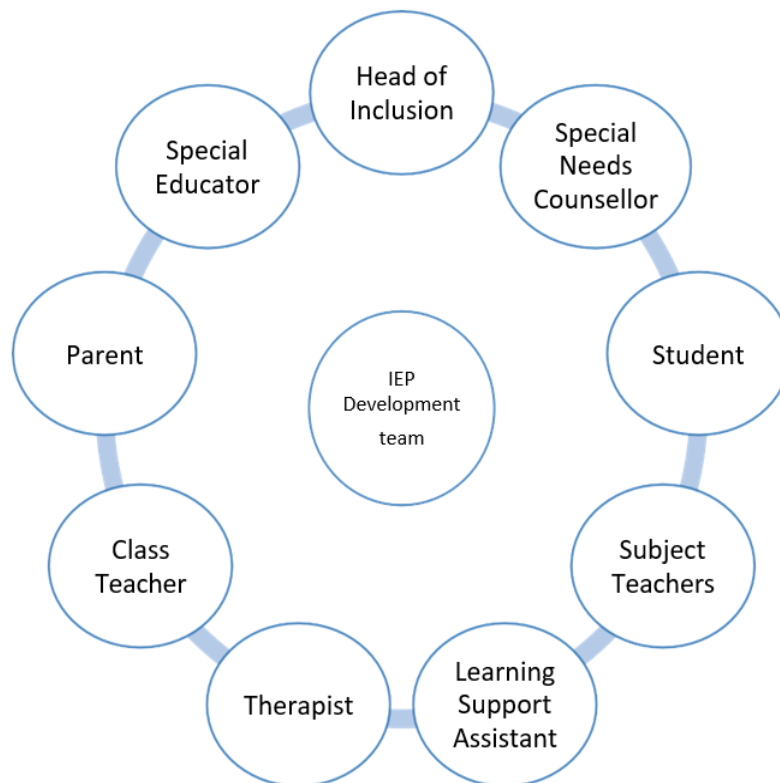 Head of
Inclusion
Special
Needs
Counsellor
Student
Subject
Teachers
Learning
Support
Assistant
Therapist
Class
Teacher
Parent
Special
Educator
IEP
Development
team